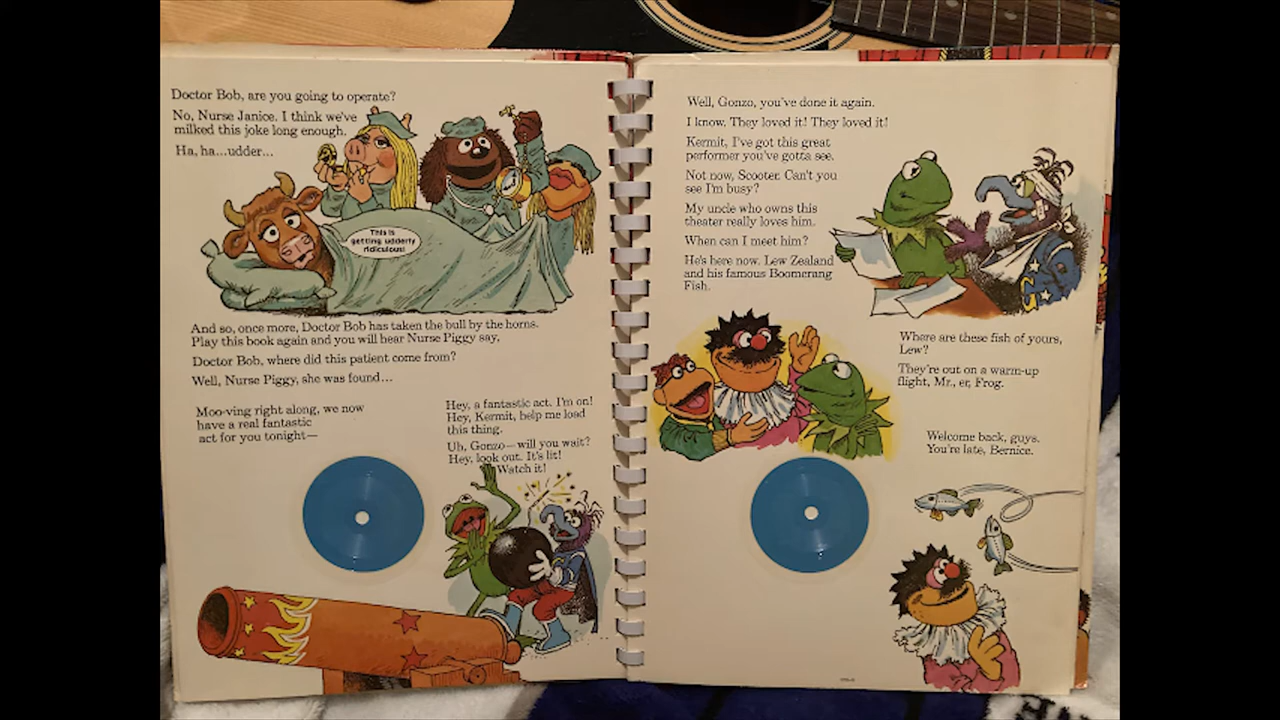 Doctor Bob, are you going to operate?
No, Nurse Janice. I think we've
milked this joke long enough.
Ha, ha...udder...
This is
getting udderly
ridiculous!
And so, once more, Doctor Bob has taken the bull by the horns.
Play this book again and you will hear Nurse Piggy say,
Doctor Bob, where did this patient come from?
Well, Nurse Piggy, she was found...
Moo-ving right along, we now
have a real fantastic
act for you tonight—
Hey, a fantastic act. I'm on!
Hey, Kermit, help me load
this thing.
Uh, Gonzo—will you wait?
Hey, look out. It's lit!
Watch it!
Well, Gonzo, you've done it again.
I know. They loved it! They loved it!
Kermit, I've got this great
performer you've gotta see.
Not now, Scooter. Can't you
see I'm busy?
My uncle who owns this
theater really loves him.
When can I meet him?
He's here now. Lew Zealand
and his famous Boomerang
Fish.
Where are these fish of yours,
Lew?
They're out on a warm-up
flight, Mr., er, Frog.
Welcome back, guys.
You're late, Bernice.